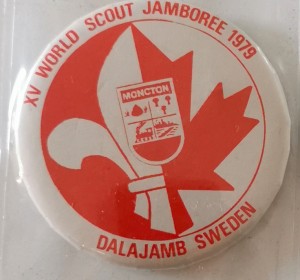 XV WORLD SCOUT JAMBOREE 1979
MONCTON
DALAJAMB SWEDEN